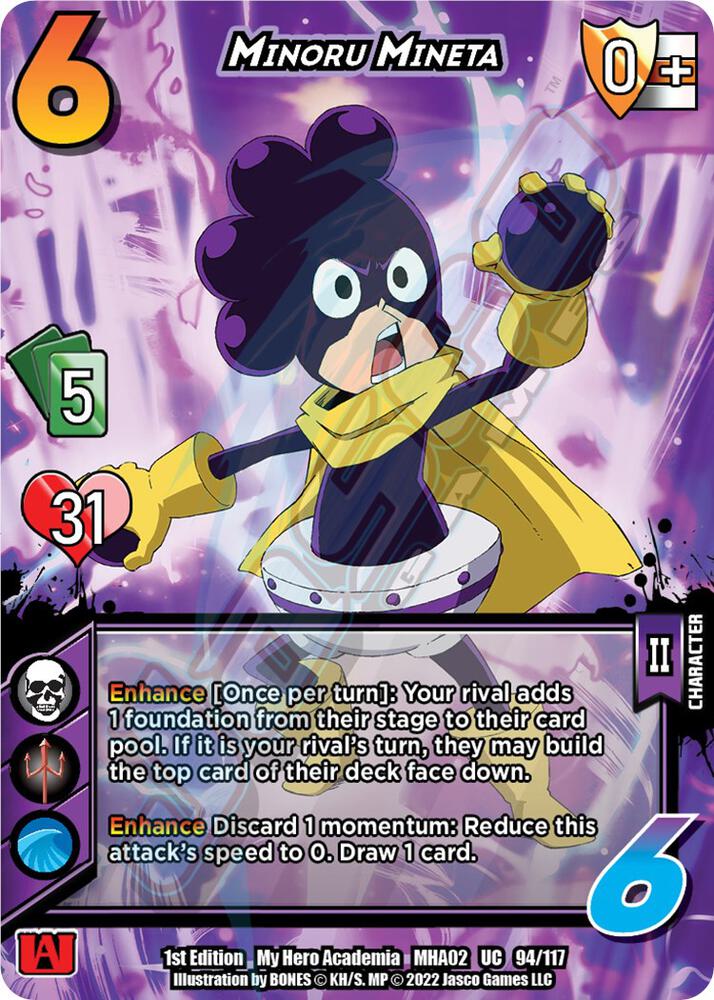 6
MINORU MINETA
0
+
TM
5
31
II
CHARACTER
Enhance [Once per turn]: Your rival adds
1 foundation from their stage to their card
pool. If it is your rival's turn, they may build
the top card of their deck face down.
Enhance Discard 1 momentum: Reduce this
attack's speed to 0. Draw 1 card.
6
UA
1st Edition My Hero Academia MHA02 UC 94/117
Illustration by BONES © KH/S. MP © 2022 Jasco Games LLC